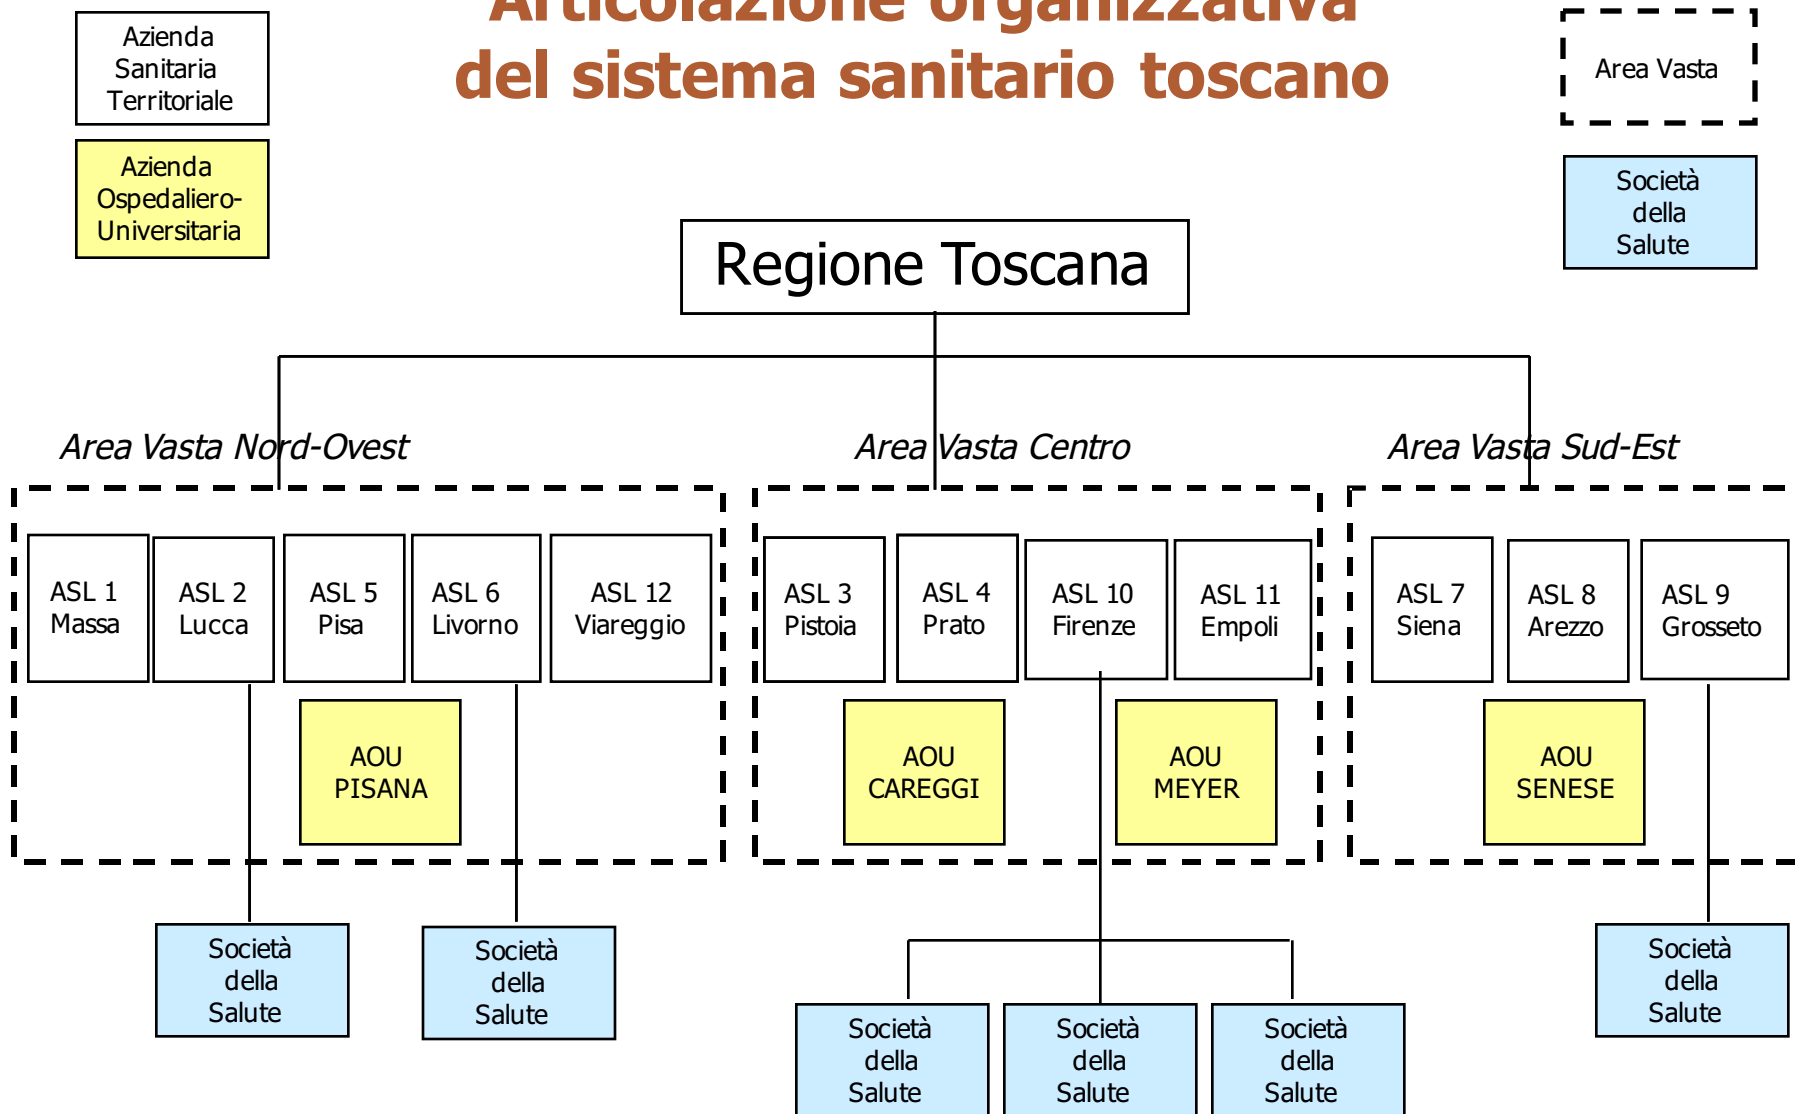 Articolazione organizzativa
del sistema sanitario toscano
Azienda
Sanitaria
Territoriale
Azienda
Ospedaliero-
Universitaria
Area Vasta
Società
della
Salute
Regione Toscana
Area Vasta Nord-Ovest
Area Vasta Centro
Area Vasta Sud-Est
ASL 1
Massa
ASL 2
Lucca
ASL 5
Pisa
ASL 6
Livorno
ASL 12
Viareggio
ASL 3
Pistoia
ASL 4
Prato
ASL 10
Firenze
ASL 11
Empoli
ASL 7
Siena
ASL 8
Arezzo
ASL 9
Grosseto
AOU
PISANA
AOU
CAREGGI
AOU
MEYER
AOU
SENESE
Società
della
Salute
Società
della
Salute
Società
della
Salute
Società
della
Salute
Società
della
Salute
Società
della
Salute